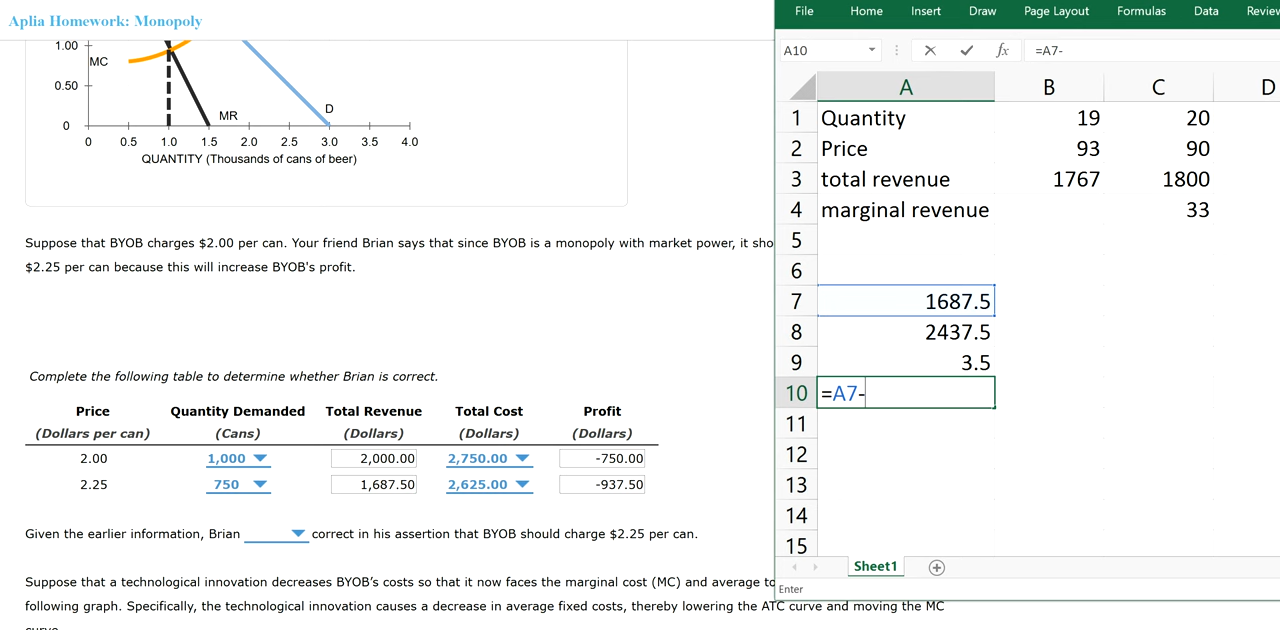 Aplia Homework: Monopoly
1.00
MC
0.50
MR
D
0
0 0.5 1.0 1.5 2.0 2.5 3.0 3.5 4.0
QUANTITY (Thousands of cans of beer)
Suppose that BYOB charges $2.00 per can. Your friend Brian says that since BYOB is a monopoly with market power, it sho
$2.25 per can because this will increase BYOB's profit.
Complete the following table to determine whether Brian is correct.
Price Quantity Demanded Total Revenue Total Cost Profit
(Dollars per can) (Cans) (Dollars) (Dollars) (Dollars)
2.00 1,000 2,000.00 2,750.00 -750.00
2.25 750 1,687.50 2,625.00 -937.50
Given the earlier information, Brian correct in his assertion that BYOB should charge $2.25 per can.
Suppose that a technological innovation decreases BYOB's costs so that it now faces the marginal cost (MC) and average to
following graph. Specifically, the technological innovation causes a decrease in average fixed costs, thereby lowering the ATC curve and moving the MC
File Home Insert Draw Page Layout Formulas Data Review
A10 fx =A7-
A B C D
1 Quantity 19 20
2 Price 93 90
3 total revenue 1767 1800
4 marginal revenue 33
5
6
7 1687.5
8 2437.5
9 3.5
10 =A7-
11
12
13
14
15
Sheet1
Enter